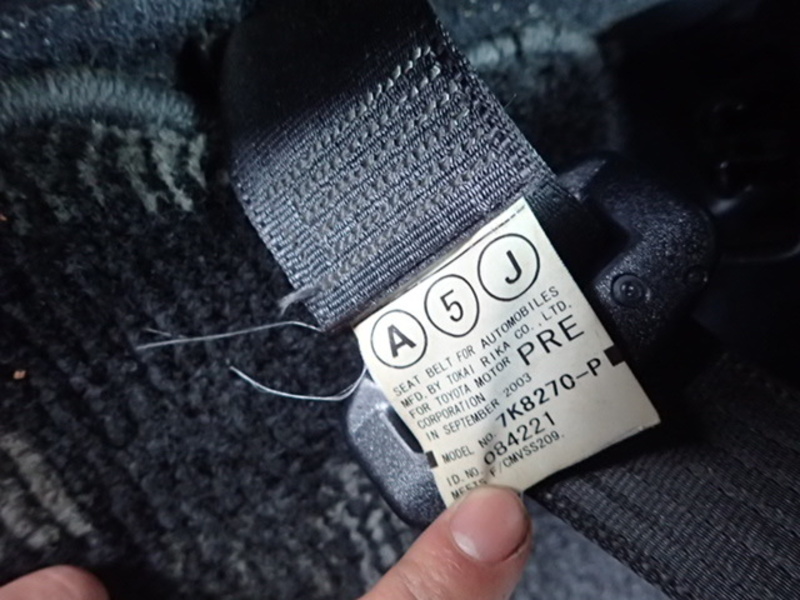 A 5 J
SEAT BELT FOR AUTOMOBILES
MFD. BY TOKAI RIKA CO., LTD.
FOR TOYOTA MOTOR PRE
CORPORATION
IN SEPTEMBER 2003
MODEL NO. 7K8270-P
ID. NO. 084221
MEETS F/CMVSS209.